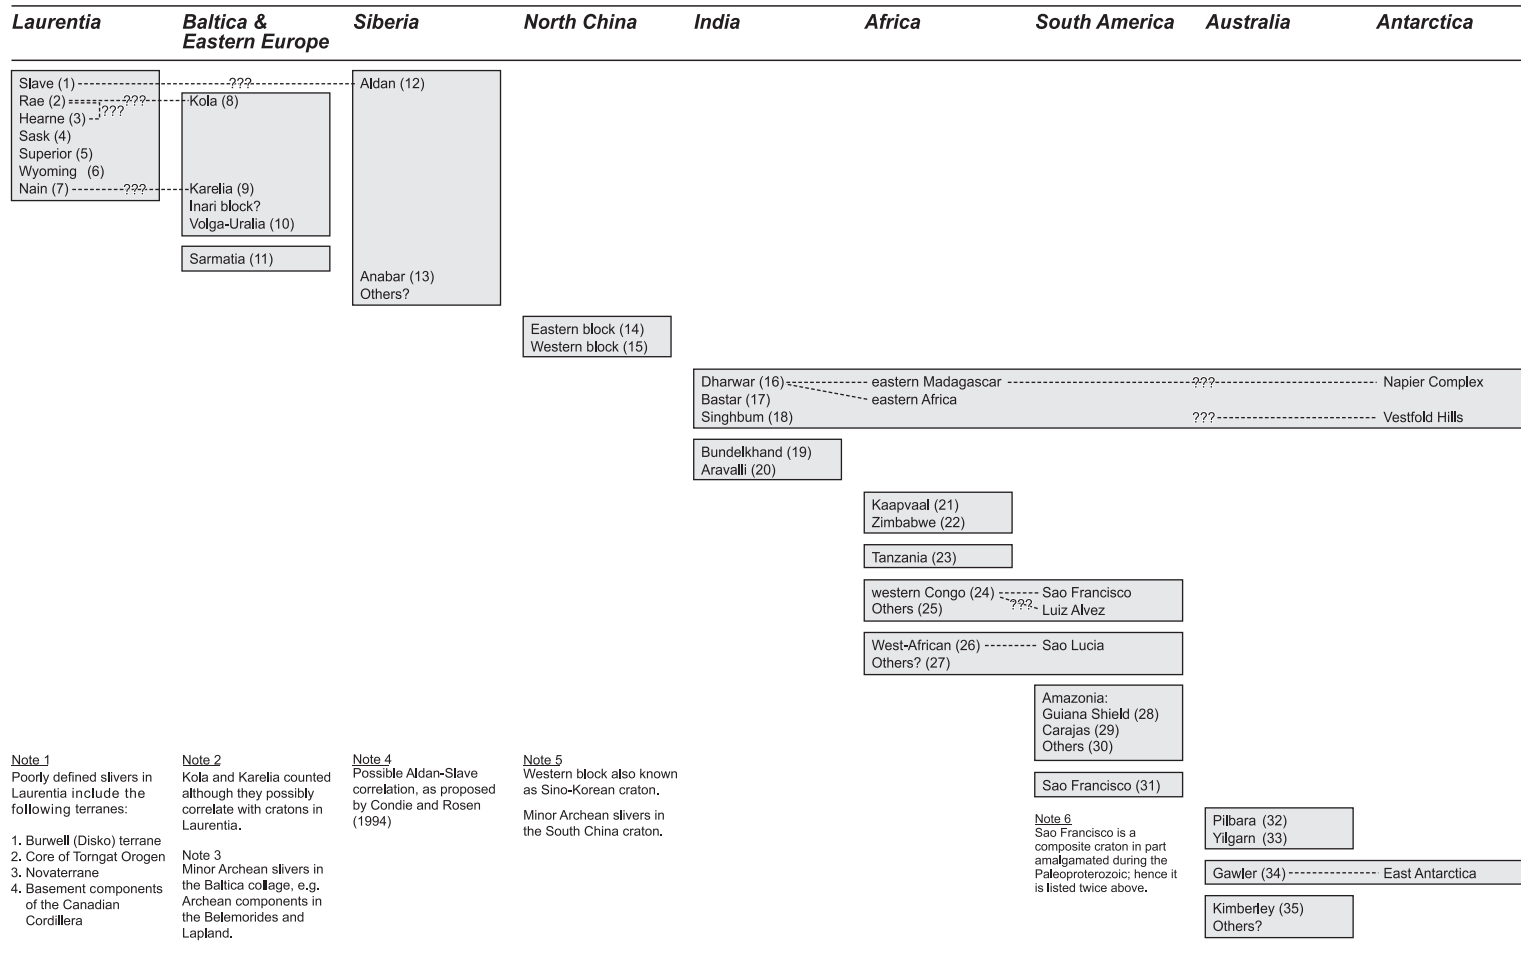 Laurentia
Baltica &
Eastern Europe
Siberia
North China
India
Africa
South America
Australia
Antarctica
Slave (1)
???
Aldan (12)
Rae (2)
???
Kola (8)
Hearne (3)
???
Sask (4)
Superior (5)
Wyoming (6)
Nain (7)
???
Karelia (9)
Inari block?
Volga-Uralia (10)
Sarmatia (11)
Anabar (13)
Others?
Eastern block (14)
Western block (15)
Dharwar (16)
eastern Madagascar
???
Napier Complex
Bastar (17)
eastern Africa
Singhbum (18)
???
Vestfold Hills
Bundelkhand (19)
Aravalli (20)
Kaapvaal (21)
Zimbabwe (22)
Tanzania (23)
western Congo (24)
Sao Francisco
Others (25)
???
Luiz Alvez
West-African (26)
Sao Lucia
Others? (27)
Amazonia:
Guiana Shield (28)
Carajas (29)
Others (30)
Sao Francisco (31)
Pilbara (32)
Yilgarn (33)
Gawler (34)
East Antarctica
Kimberley (35)
Others?
Note 1
Poorly defined slivers in
Laurentia include the
following terranes:
1. Burwell (Disko) terrane
2. Core of Torngat Orogen
3. Novaterrane
4. Basement components
of the Canadian
Cordillera
Note 2
Kola and Karelia counted
although they possibly
correlate with cratons in
Laurentia.
Note 3
Minor Archean slivers in
the Baltica collage, e.g.
Archean components in
the Belemorides and
Lapland.
Note 4
Possible Aldan-Slave
correlation, as proposed
by Condie and Rosen
(1994)
Note 5
Western block also known
as Sino-Korean craton.
Minor Archean slivers in
the South China craton.
Note 6
Sao Francisco is a
composite craton in part
amalgamated during the
Paleoproterozoic; hence it
is listed twice above.